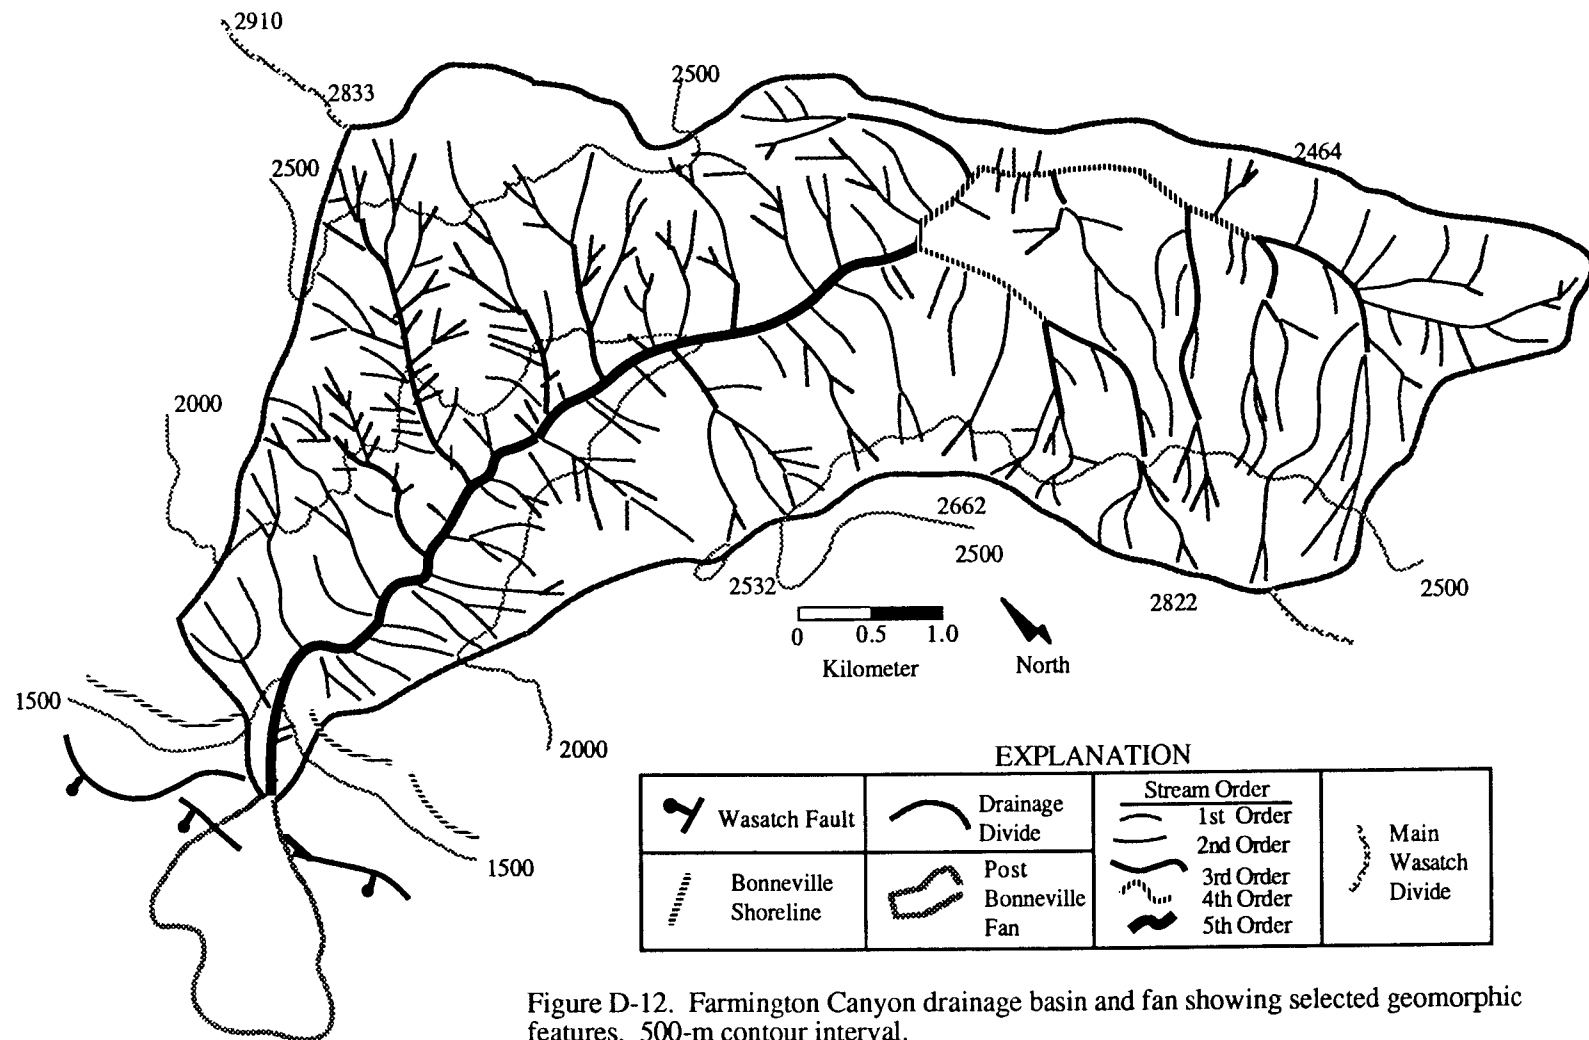 2910
2833
2500
2500
2464
2000
2662
2500
2532
2822
2500
0 0.5 1.0
Kilometer
North
1500
2000
1500
EXPLANATION
Wasatch Fault
Drainage
Divide
Stream Order
1st Order
2nd Order
3rd Order
4th Order
5th Order
Main
Wasatch
Divide
Bonneville
Shoreline
Post
Bonneville
Fan
Figure D-12. Farmington Canyon drainage basin and fan showing selected geomorphic
features. 500-m contour interval.